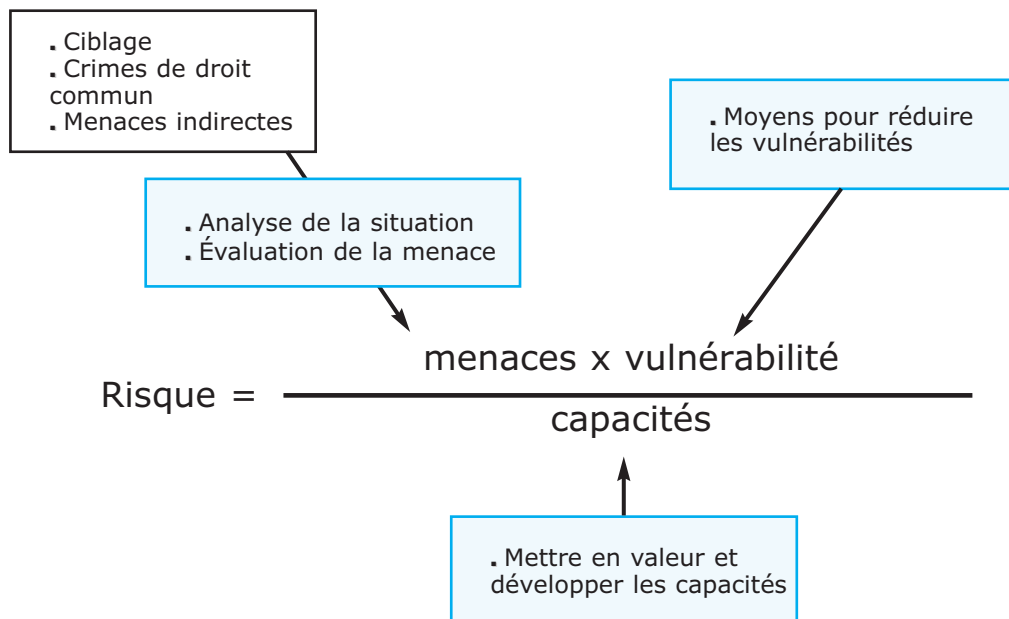 . Ciblage
. Crimes de droit
commun
. Menaces indirectes
. Moyens pour réduire
les vulnérabilités
. Analyse de la situation
. Évaluation de la menace
menaces x vulnérabilité
Risque =
capacités
. Mettre en valeur et
développer les capacités